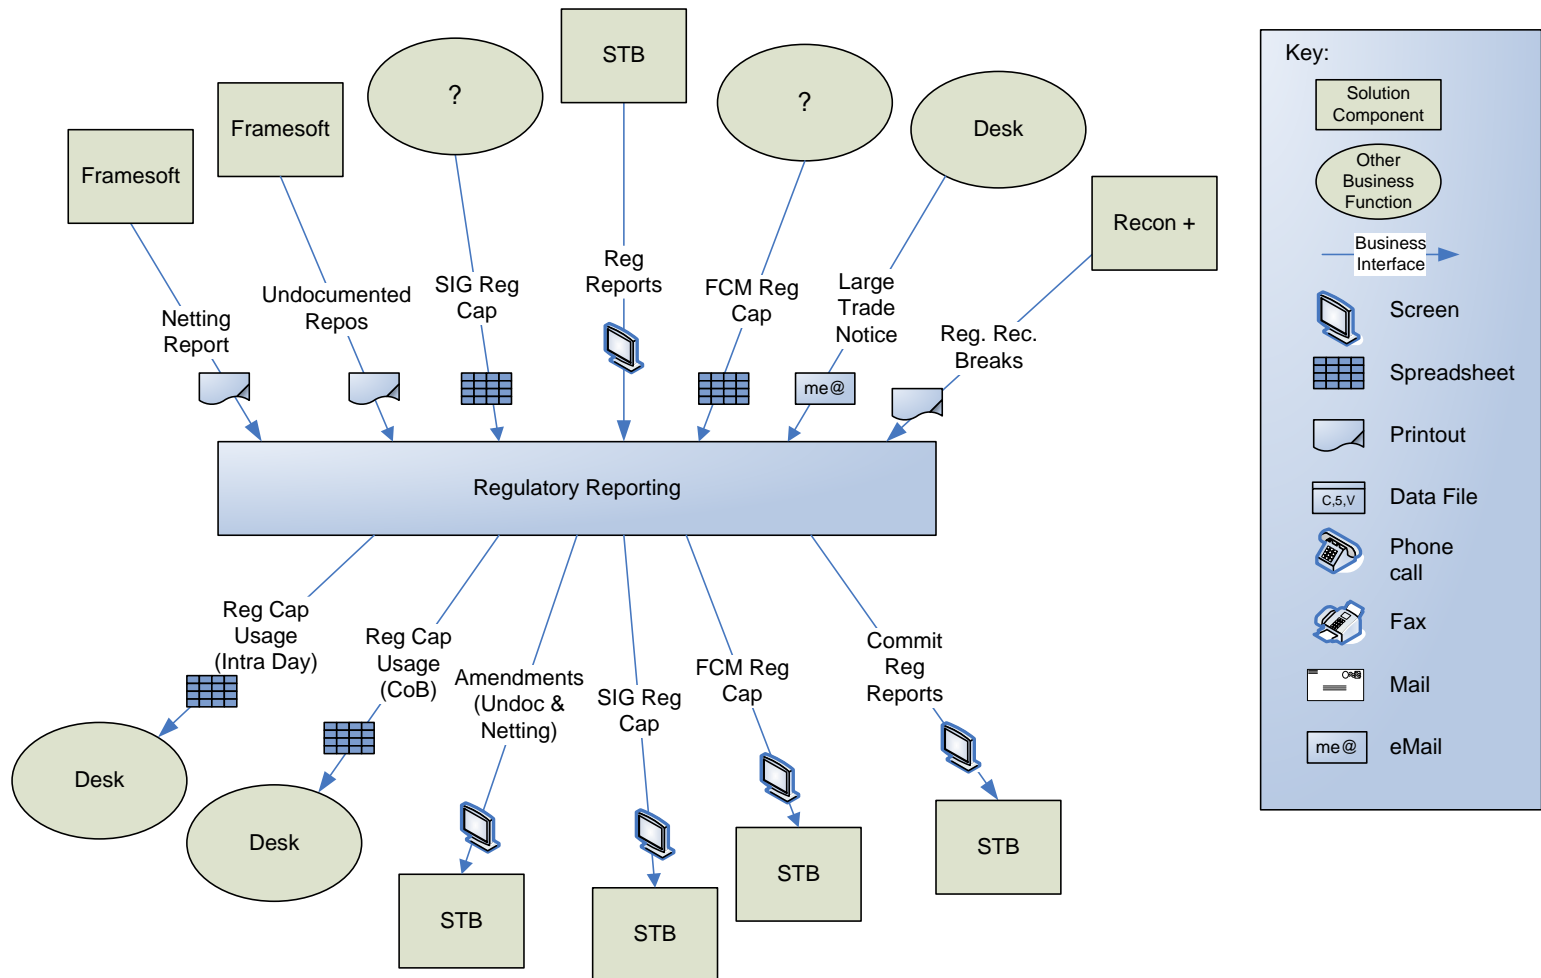 STB
?
?
Framesoft
Desk
Framesoft
Recon +
Reg
Reports
SIG Reg
Cap
FCM Reg
Cap
Large
Trade
Notice
Undocumented
Repos
Netting
Report
Reg. Rec.
Breaks
me@
Regulatory Reporting
Reg Cap
Usage
(Intra Day)
Reg Cap
Usage
(CoB)
Amendments
(Undoc &
Netting)
SIG Reg
Cap
FCM Reg
Cap
Commit
Reg
Reports
Desk
Desk
STB
STB
STB
STB
Key:
Solution
Component
Other
Business
Function
Business
Interface
Screen
Spreadsheet
Printout
C,5,V
Data File
Phone
call
Fax
Mail
me@
eMail